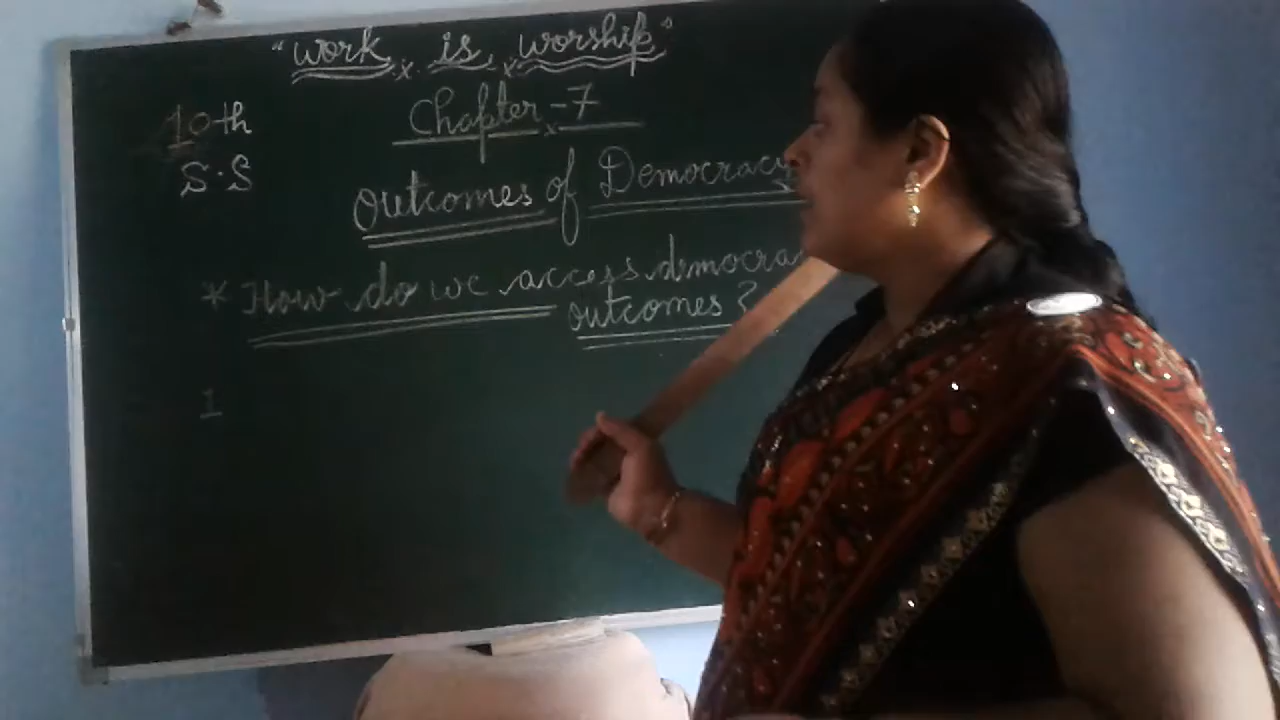 "Work is worship"
Chapter-7
10th
S.S
Outcomes of Democracy
* How do we access democra
outcomes?
1